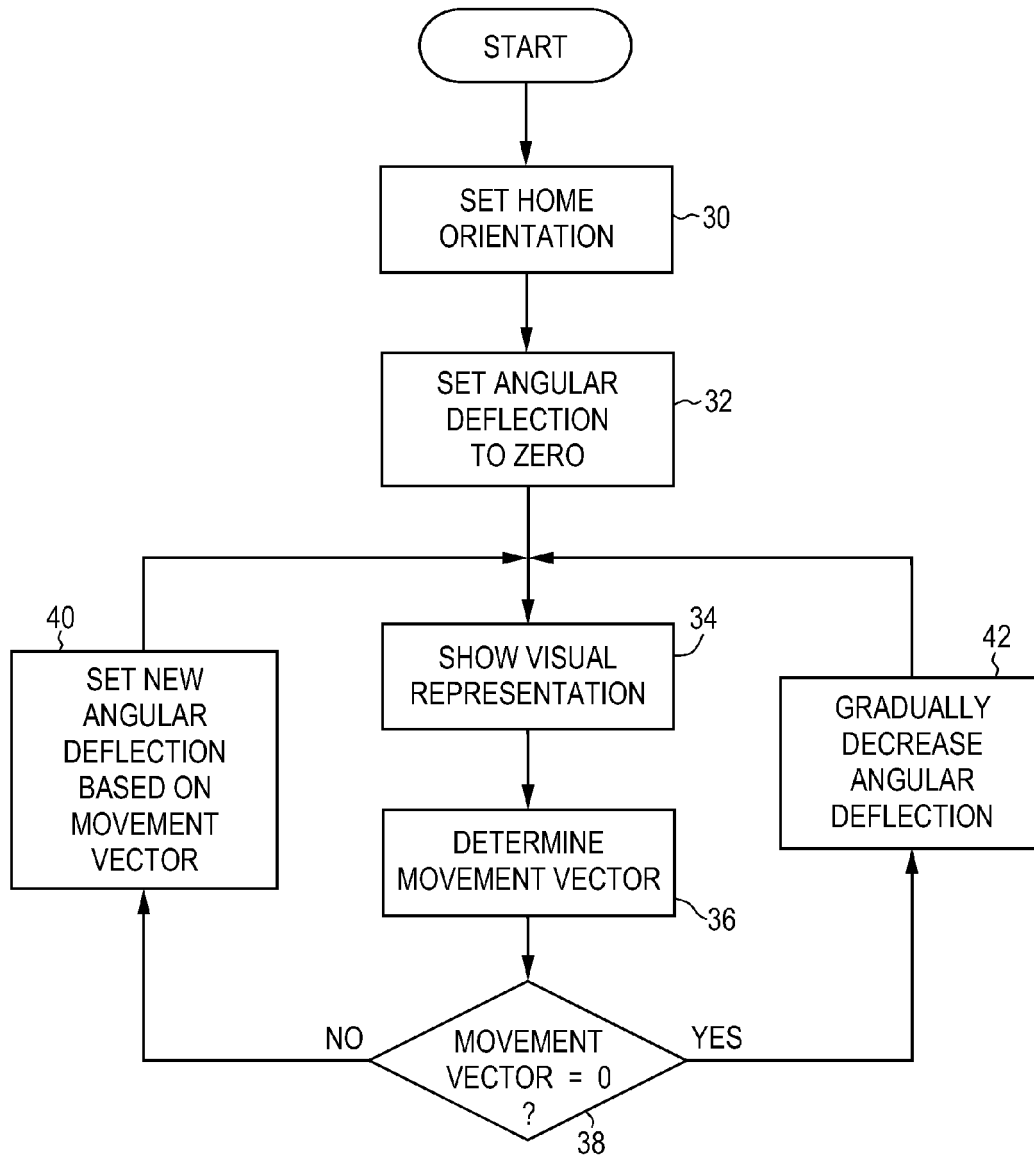 START
SET HOME
ORIENTATION
30
SET ANGULAR
DEFLECTION
TO ZERO
32
40
SET NEW
ANGULAR
DEFLECTION
BASED ON
MOVEMENT
VECTOR
34
SHOW VISUAL
REPRESENTATION
42
GRADUALLY
DECREASE
ANGULAR
DEFLECTION
DETERMINE
MOVEMENT VECTOR
36
NO
MOVEMENT
VECTOR = 0
?
YES
38